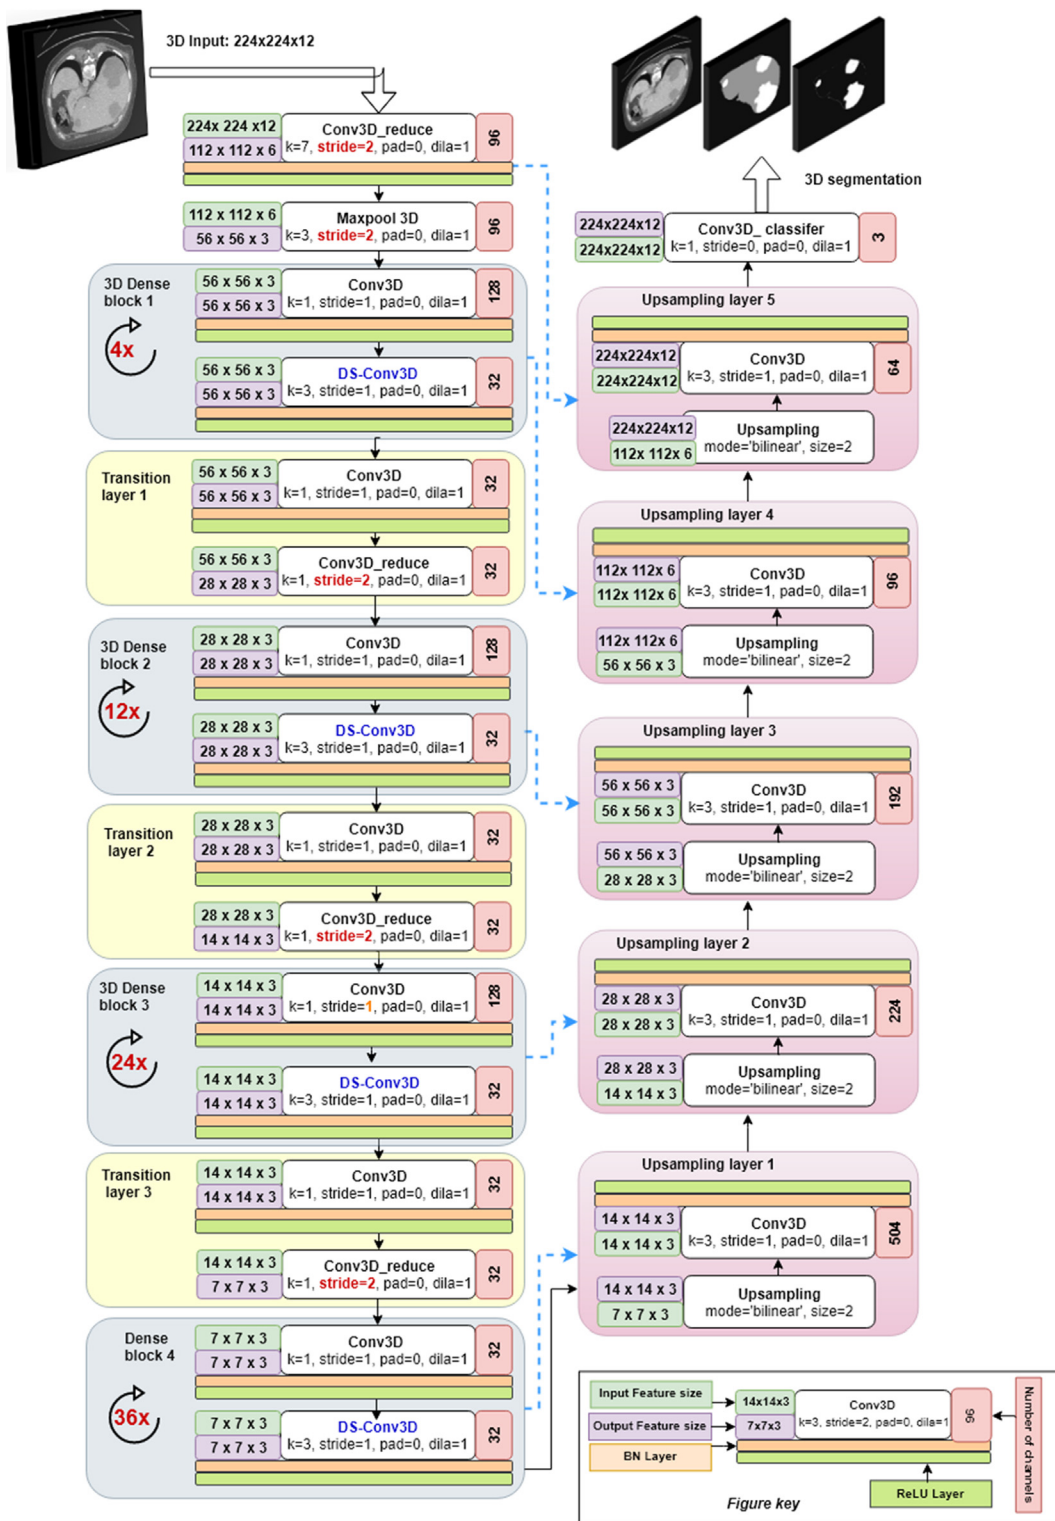 3D Input: 224x224x12
224x 224 x12
112 x 112 x 6
Conv3D_reduce
k=7, stride=2, pad=0, dila=1
96
112 x 112 x 6
56 x 56 x 3
Maxpool 3D
k=3, stride=2, pad=0, dila=1
96
3D Dense
block 1
4x
56 x 56 x 3
56 x 56 x 3
Conv3D
k=1, stride=1, pad=0, dila=1
128
56 x 56 x 3
56 x 56 x 3
DS-Conv3D
k=3, stride=1, pad=0, dila=1
32
Transition
layer 1
56 x 56 x 3
56 x 56 x 3
Conv3D
k=1, stride=1, pad=0, dila=1
32
56 x 56 x 3
28 x 28 x 3
Conv3D_reduce
k=1, stride=2, pad=0, dila=1
32
3D Dense
block 2
12x
28 x 28 x 3
28 x 28 x 3
Conv3D
k=1, stride=1, pad=0, dila=1
128
28 x 28 x 3
28 x 28 x 3
DS-Conv3D
k=3, stride=1, pad=0, dila=1
32
Transition
layer 2
28 x 28 x 3
28 x 28 x 3
Conv3D
k=1, stride=1, pad=0, dila=1
32
28 x 28 x 3
14 x 14 x 3
Conv3D_reduce
k=1, stride=2, pad=0, dila=1
32
3D Dense
block 3
24x
14 x 14 x 3
14 x 14 x 3
Conv3D
k=1, stride=1, pad=0, dila=1
128
14 x 14 x 3
14 x 14 x 3
DS-Conv3D
k=3, stride=1, pad=0, dila=1
32
Transition
layer 3
14 x 14 x 3
14 x 14 x 3
Conv3D
k=1, stride=1, pad=0, dila=1
32
14 x 14 x 3
7 x 7 x 3
Conv3D_reduce
k=1, stride=2, pad=0, dila=1
32
Dense
block 4
36x
7 x 7 x 3
7 x 7 x 3
Conv3D
k=1, stride=1, pad=0, dila=1
32
7 x 7 x 3
7 x 7 x 3
DS-Conv3D
k=3, stride=1, pad=0, dila=1
32
3D segmentation
224x224x12
224x224x12
Conv3D_ classifer
k=1, stride=0, pad=0, dila=1
3
Upsampling layer 5
224x224x12
224x224x12
Conv3D
k=3, stride=1, pad=0, dila=1
64
224x224x12
112x 112x 6
Upsampling
mode='bilinear', size=2
Upsampling layer 4
112x 112x 6
112x 112x 6
Conv3D
k=3, stride=1, pad=0, dila=1
96
112x 112x 6
56 x 56 x 3
Upsampling
mode='bilinear', size=2
Upsampling layer 3
56 x 56 x 3
56 x 56 x 3
Conv3D
k=3, stride=1, pad=0, dila=1
192
56 x 56 x 3
28 x 28 x 3
Upsampling
mode='bilinear', size=2
Upsampling layer 2
28 x 28 x 3
28 x 28 x 3
Conv3D
k=3, stride=1, pad=0, dila=1
224
28 x 28 x 3
14 x 14 x 3
Upsampling
mode='bilinear', size=2
Upsampling layer 1
14 x 14 x 3
14 x 14 x 3
Conv3D
k=3, stride=1, pad=0, dila=1
504
14 x 14 x 3
7 x 7 x 3
Upsampling
mode='bilinear', size=2
Input Feature size
Output Feature size
BN Layer
14x14x3
7x7x3
Conv3D
k=3, stride=2, pad=0, dila=1
96
Number of channels
ReLU Layer
Figure key